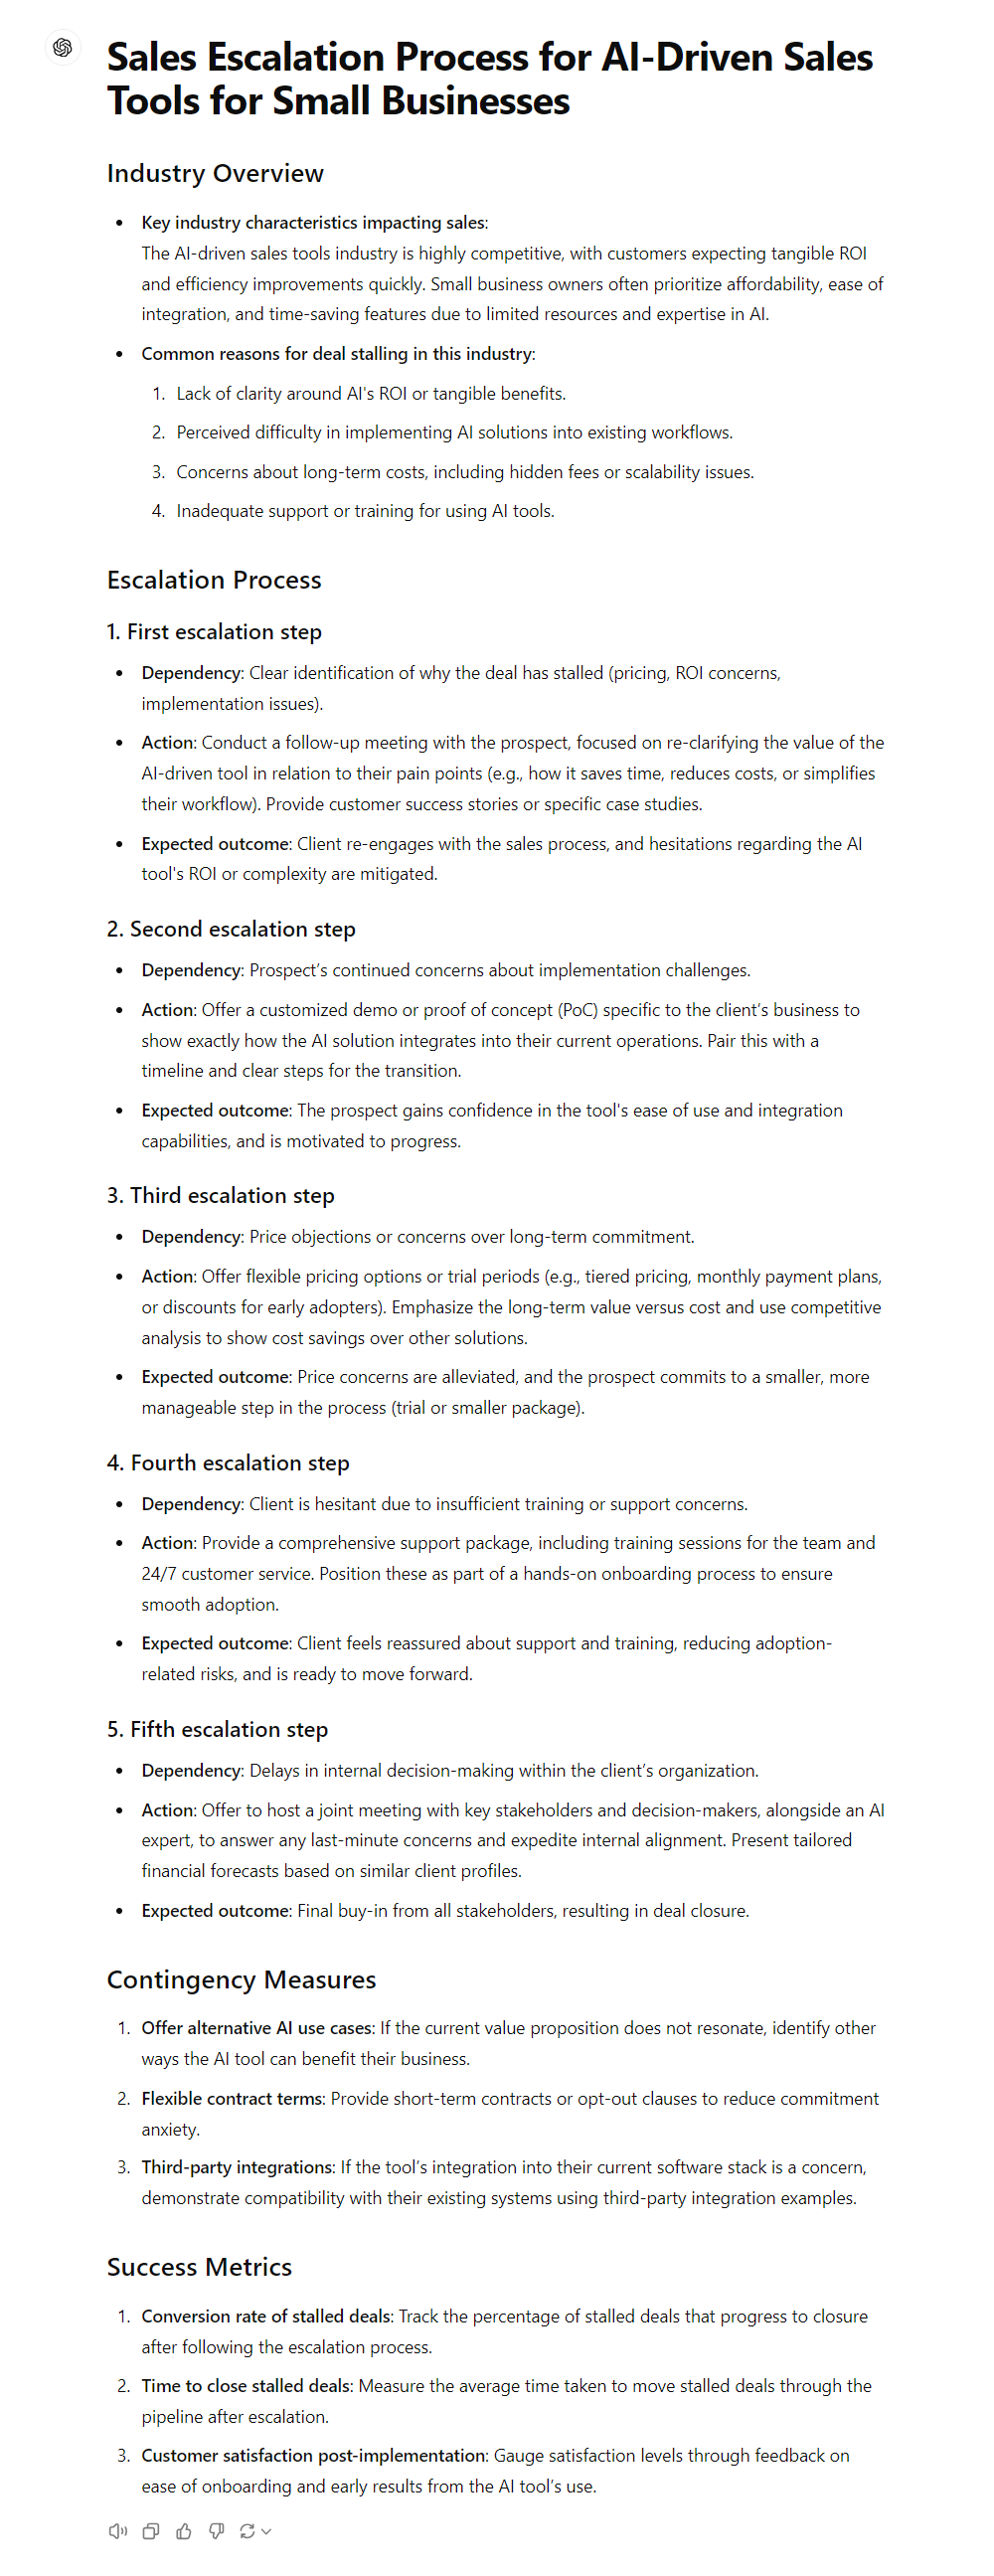 Sales Escalation Process for AI-Driven Sales
Tools for Small Businesses
Industry Overview
• Key industry characteristics impacting sales:
The AI-driven sales tools industry is highly competitive, with customers expecting tangible ROI
and efficiency improvements quickly. Small business owners often prioritize affordability, ease of
integration, and time-saving features due to limited resources and expertise in AI.
• Common reasons for deal stalling in this industry:
1. Lack of clarity around AI's ROI or tangible benefits.
2. Perceived difficulty in implementing AI solutions into existing workflows.
3. Concerns about long-term costs, including hidden fees or scalability issues.
4. Inadequate support or training for using AI tools.
Escalation Process
1. First escalation step
• Dependency: Clear identification of why the deal has stalled (pricing, ROI concerns,
implementation issues).
• Action: Conduct a follow-up meeting with the prospect, focused on re-clarifying the value of the
AI-driven tool in relation to their pain points (e.g., how it saves time, reduces costs, or simplifies
their workflow). Provide customer success stories or specific case studies.
• Expected outcome: Client re-engages with the sales process, and hesitations regarding the AI
tool's ROI or complexity are mitigated.
2. Second escalation step
• Dependency: Prospect’s continued concerns about implementation challenges.
• Action: Offer a customized demo or proof of concept (PoC) specific to the client’s business to
show exactly how the AI solution integrates into their current operations. Pair this with a
timeline and clear steps for the transition.
• Expected outcome: The prospect gains confidence in the tool's ease of use and integration
capabilities, and is motivated to progress.
3. Third escalation step
• Dependency: Price objections or concerns over long-term commitment.
• Action: Offer flexible pricing options or trial periods (e.g., tiered pricing, monthly payment plans,
or discounts for early adopters). Emphasize the long-term value versus cost and use competitive
analysis to show cost savings over other solutions.
• Expected outcome: Price concerns are alleviated, and the prospect commits to a smaller, more
manageable step in the process (trial or smaller package).
4. Fourth escalation step
• Dependency: Client is hesitant due to insufficient training or support concerns.
• Action: Provide a comprehensive support package, including training sessions for the team and
24/7 customer service. Position these as part of a hands-on onboarding process to ensure
smooth adoption.
• Expected outcome: Client feels reassured about support and training, reducing adoption-
related risks, and is ready to move forward.
5. Fifth escalation step
• Dependency: Delays in internal decision-making within the client’s organization.
• Action: Offer to host a joint meeting with key stakeholders and decision-makers, alongside an AI
expert, to answer any last-minute concerns and expedite internal alignment. Present tailored
financial forecasts based on similar client profiles.
• Expected outcome: Final buy-in from all stakeholders, resulting in deal closure.
Contingency Measures
1. Offer alternative AI use cases: If the current value proposition does not resonate, identify other
ways the AI tool can benefit their business.
2. Flexible contract terms: Provide short-term contracts or opt-out clauses to reduce commitment
anxiety.
3. Third-party integrations: If the tool’s integration into their current software stack is a concern,
demonstrate compatibility with their existing systems using third-party integration examples.
Success Metrics
1. Conversion rate of stalled deals: Track the percentage of stalled deals that progress to closure
after following the escalation process.
2. Time to close stalled deals: Measure the average time taken to move stalled deals through the
pipeline after escalation.
3. Customer satisfaction post-implementation: Gauge satisfaction levels through feedback on
ease of onboarding and early results from the AI tool’s use.